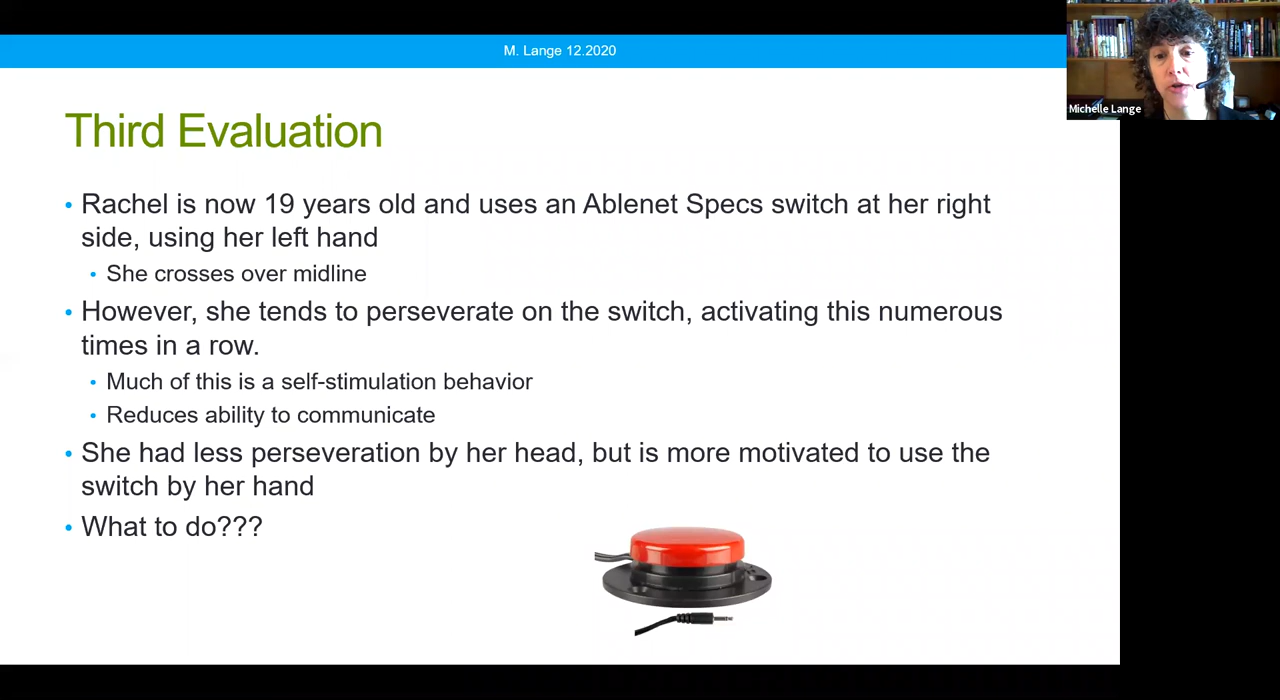 M. Lange 12.2020
Michelle Lange
Third Evaluation
• Rachel is now 19 years old and uses an Ablenet Specs switch at her right
side, using her left hand
• She crosses over midline
• However, she tends to perseverate on the switch, activating this numerous
times in a row.
• Much of this is a self-stimulation behavior
• Reduces ability to communicate
• She had less perseveration by her head, but is more motivated to use the
switch by her hand
• What to do???